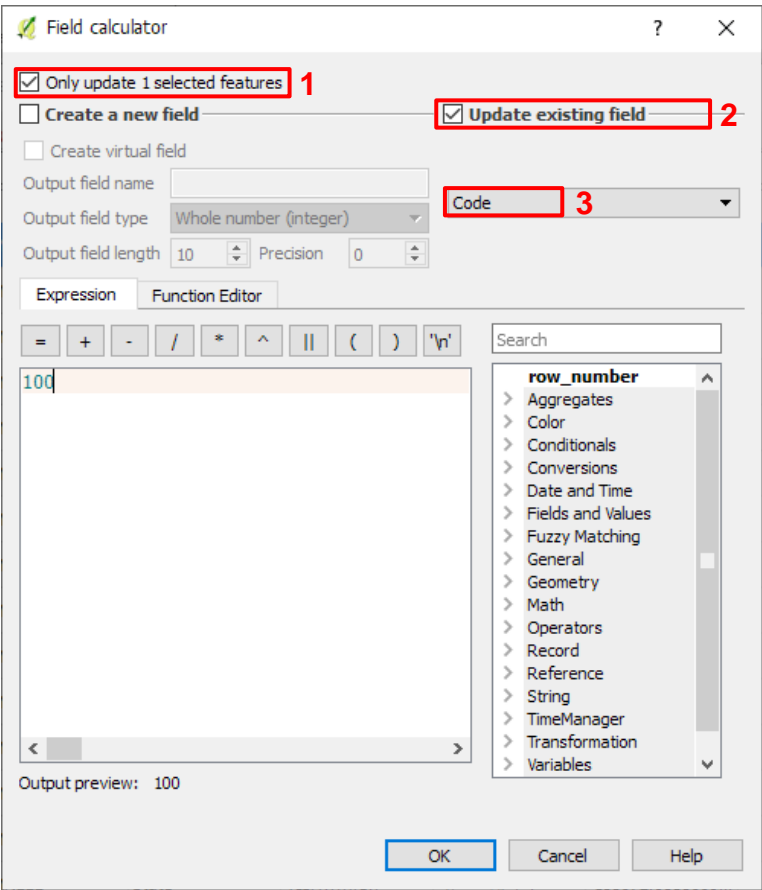 Field calculator
?
Only update 1 selected features 1
Create a new field
Update existing field 2
Create virtual field
Output field name
Code 3
Output field type Whole number (integer)
Output field length 10 Precision 0
Expression Function Editor
= + - / * ^ || ( ) '\n'
Search
100
row_number
Aggregates
Color
Conditionals
Conversions
Date and Time
Fields and Values
Fuzzy Matching
General
Geometry
Math
Operators
Record
Reference
String
TimeManager
Transformation
Variables
Output preview: 100
OK Cancel Help